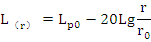 L（r）= Lp0 − 20Lg r/r0